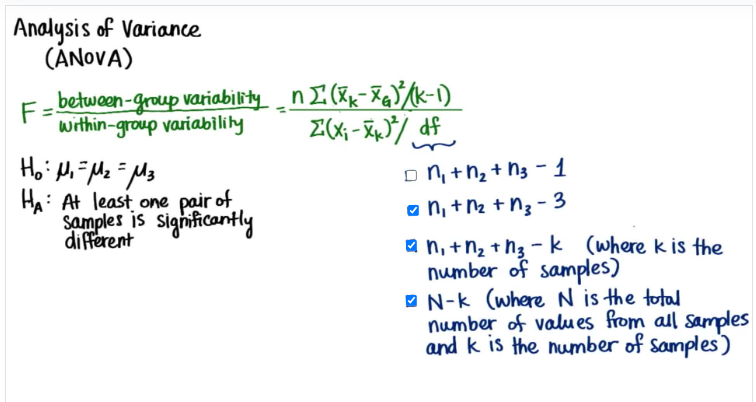 Analysis of Variance
(ANOVA)
F = between-group variability / within-group variability = n Σ(x̄ₖ - x̄_G)²/(k-1) / Σ(xᵢ - x̄ₖ)²/ df
H₀: μ₁ = μ₂ = μ₃
H_A: At least one pair of
samples is significantly
different
n₁ + n₂ + n₃ - 1
n₁ + n₂ + n₃ - 3
n₁ + n₂ + n₃ - k (where k is the
number of samples)
N-k (where N is the total
number of values from all samples
and k is the number of samples)